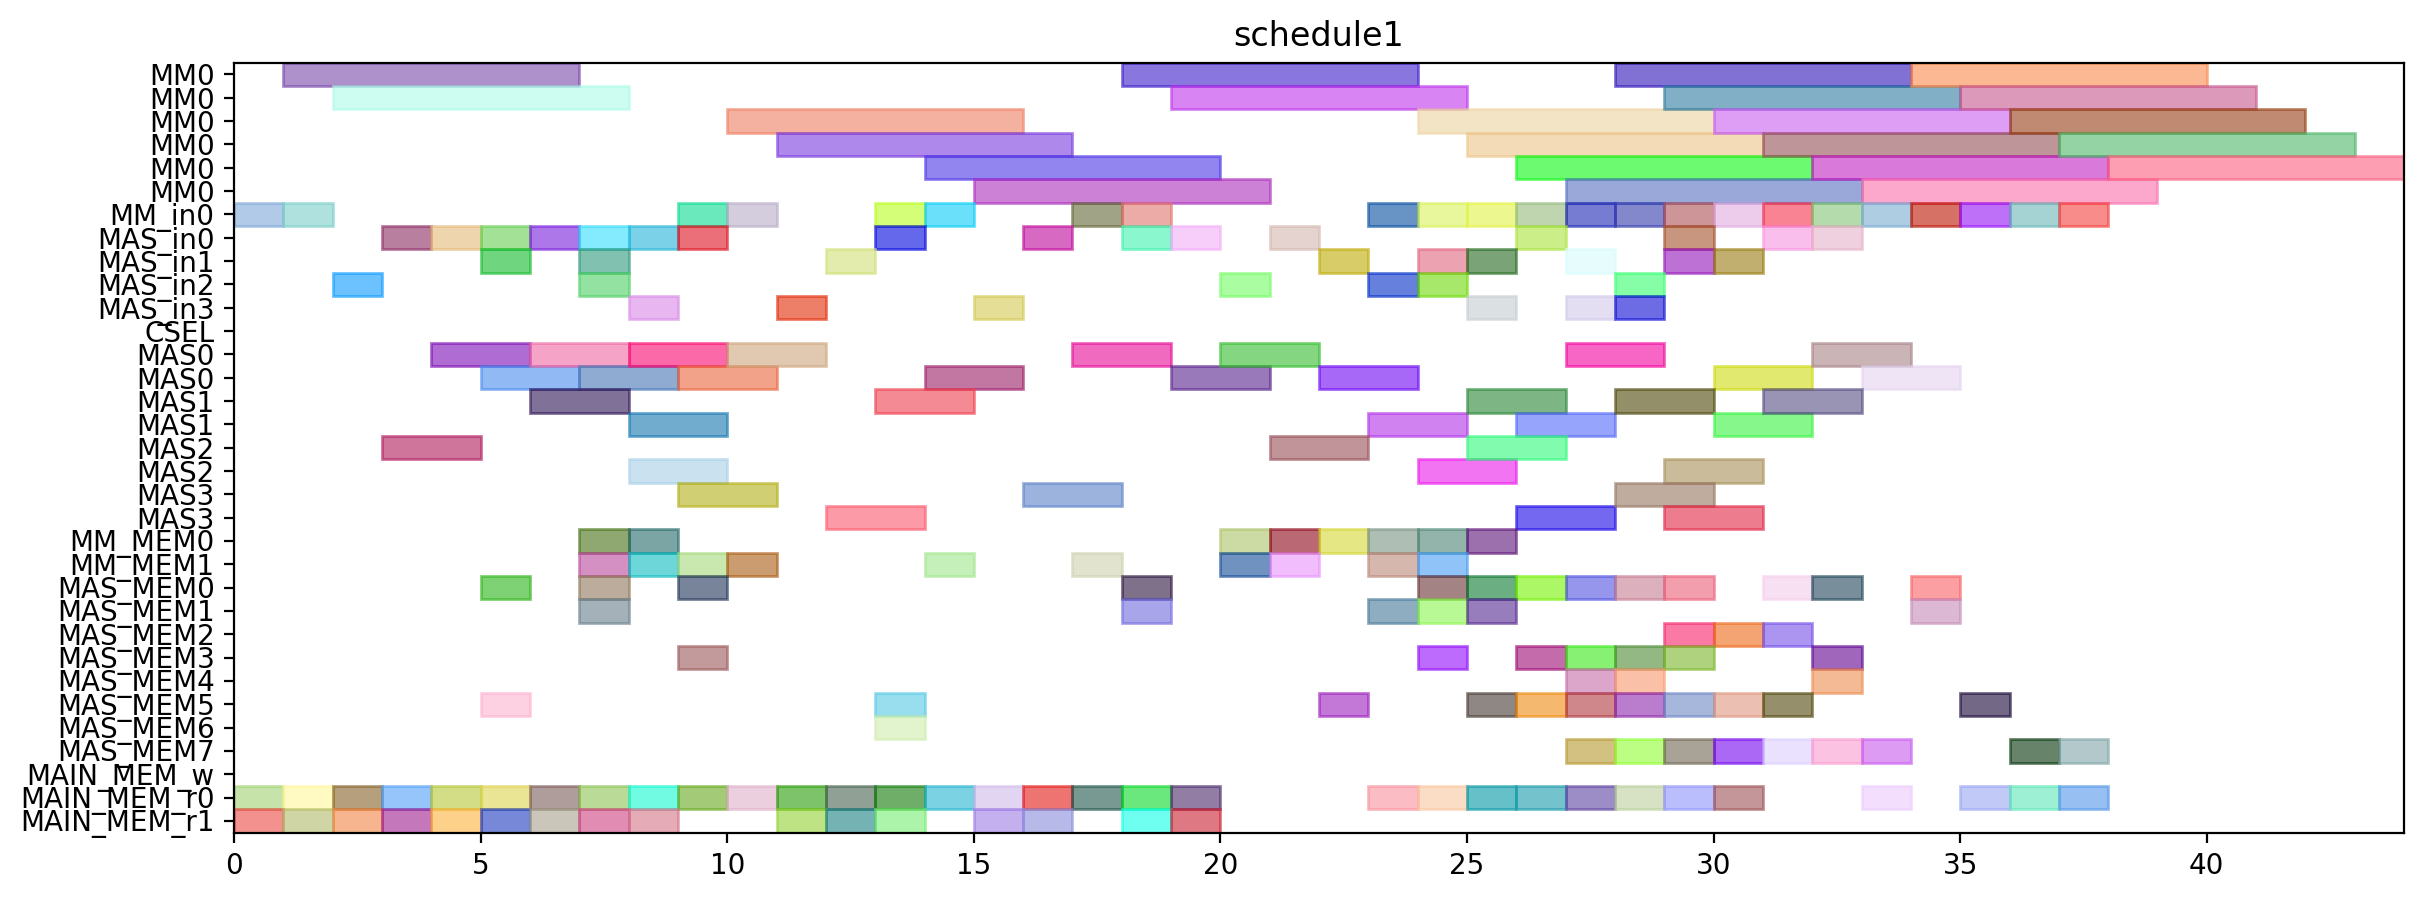 schedule1
MM0
MM0
MM0
MM0
MM0
MM0
MM_in0
MAS_in0
MAS_in1
MAS_in2
MAS_in3
CSEL
MAS0
MAS0
MAS1
MAS1
MAS2
MAS2
MAS3
MAS3
MM_MEM0
MM_MEM1
MAS_MEM0
MAS_MEM1
MAS_MEM2
MAS_MEM3
MAS_MEM4
MAS_MEM5
MAS_MEM6
MAS_MEM7
MAIN_MEM_w
MAIN_MEM_r0
MAIN_MEM_r1
0 5 10 15 20 25 30 35 40